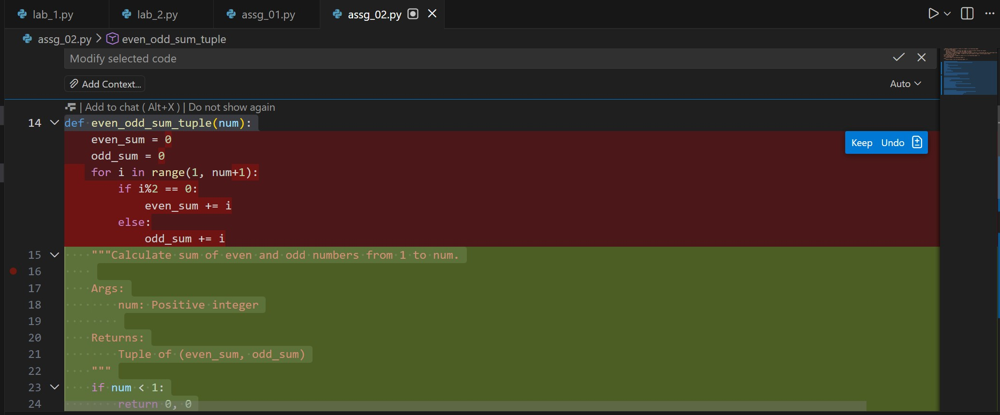 lab_1.py lab_2.py assg_01.py assg_02.py
assg_02.py > even_odd_sum_tuple
Modify selected code
Add Context... Auto
| Add to chat ( Alt+X ) | Do not show again
14 def even_odd_sum_tuple(num):
even_sum = 0
Keep Undo
odd_sum = 0
for i in range(1, num+1):
if i%2 == 0:
even_sum += i
else:
odd_sum += i
15 """Calculate sum of even and odd numbers from 1 to num.
16
17 Args:
18 num: Positive integer
19
20 Returns:
21 Tuple of (even_sum, odd_sum)
22 """
23 if num < 1:
24 return 0, 0